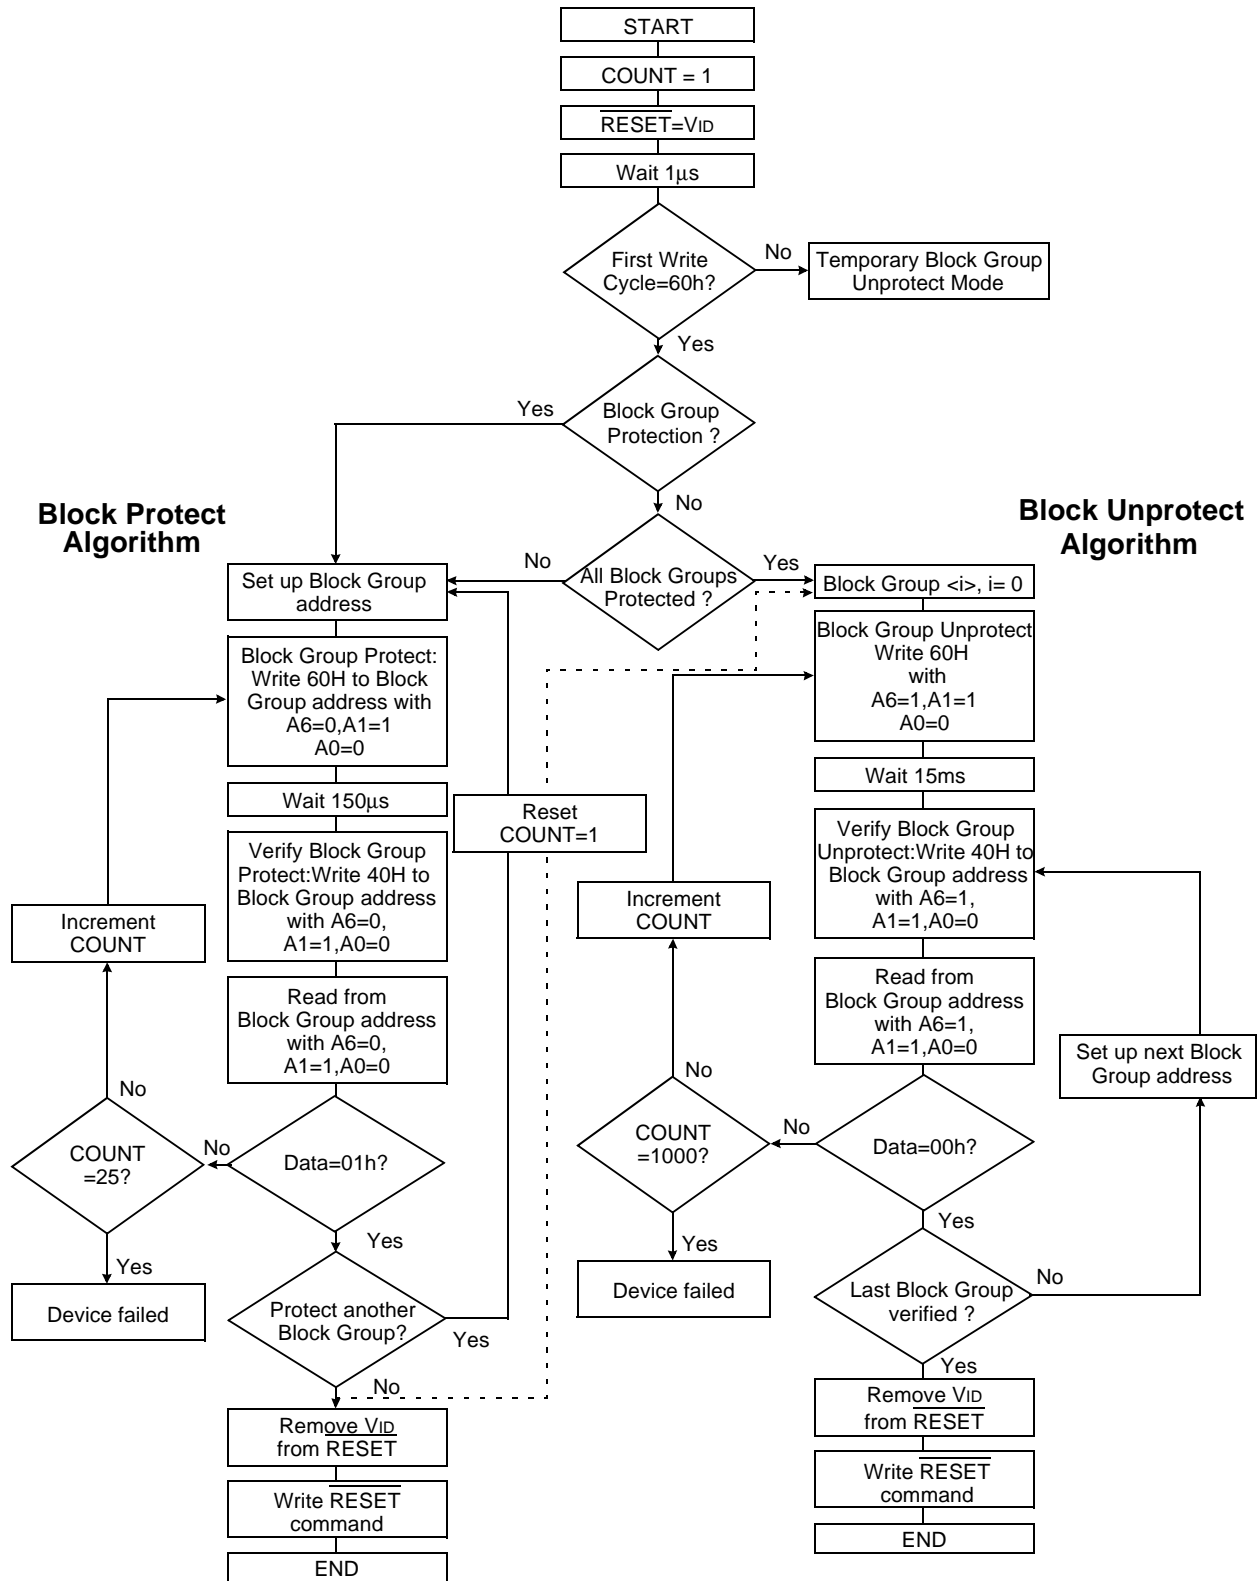 START
COUNT = 1
RESET=VID
Wait 1μs
First Write
Cycle=60h?
No
Temporary Block Group
Unprotect Mode
Yes
Block Group
Protection ?
Yes
No
Block Protect
Algorithm
Block Unprotect
Algorithm
All Block Groups
Protected ?
No
Yes
Set up Block Group
address
Block Group Protect:
Write 60H to Block
Group address with
A6=0,A1=1
A0=0
Wait 150μs
Reset
COUNT=1
Verify Block Group
Protect:Write 40H to
Block Group address
with A6=0,
A1=1,A0=0
Increment
COUNT
Read from
Block Group address
with A6=0,
A1=1,A0=0
No
COUNT
=25?
No
Data=01h?
Yes
Device failed
Yes
Protect another
Block Group?
Yes
No
Remove VID
from RESET
Write RESET
command
END
Block Group <i>, i= 0
Block Group Unprotect
Write 60H
with
A6=1,A1=1
A0=0
Wait 15ms
Verify Block Group
Unprotect:Write 40H to
Block Group address
with A6=1,
A1=1,A0=0
Increment
COUNT
Read from
Block Group address
with A6=1,
A1=1,A0=0
Set up next Block
Group address
No
COUNT
=1000?
No
Data=00h?
Yes
Device failed
Yes
Last Block Group
verified ?
No
Yes
Remove VID
from RESET
Write RESET
command
END